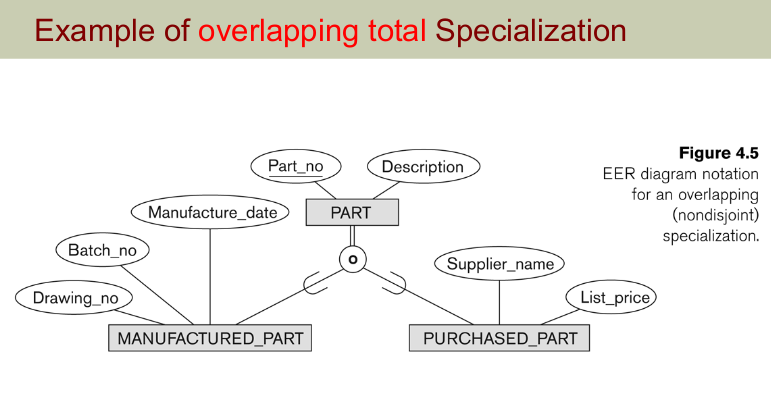 Example of overlapping total Specialization
Figure 4.5
EER diagram notation
for an overlapping
(nondisjoint)
specialization.
Part_no
Description
Manufacture_date
PART
Batch_no
o
Supplier_name
Drawing_no
List_price
MANUFACTURED_PART
PURCHASED_PART